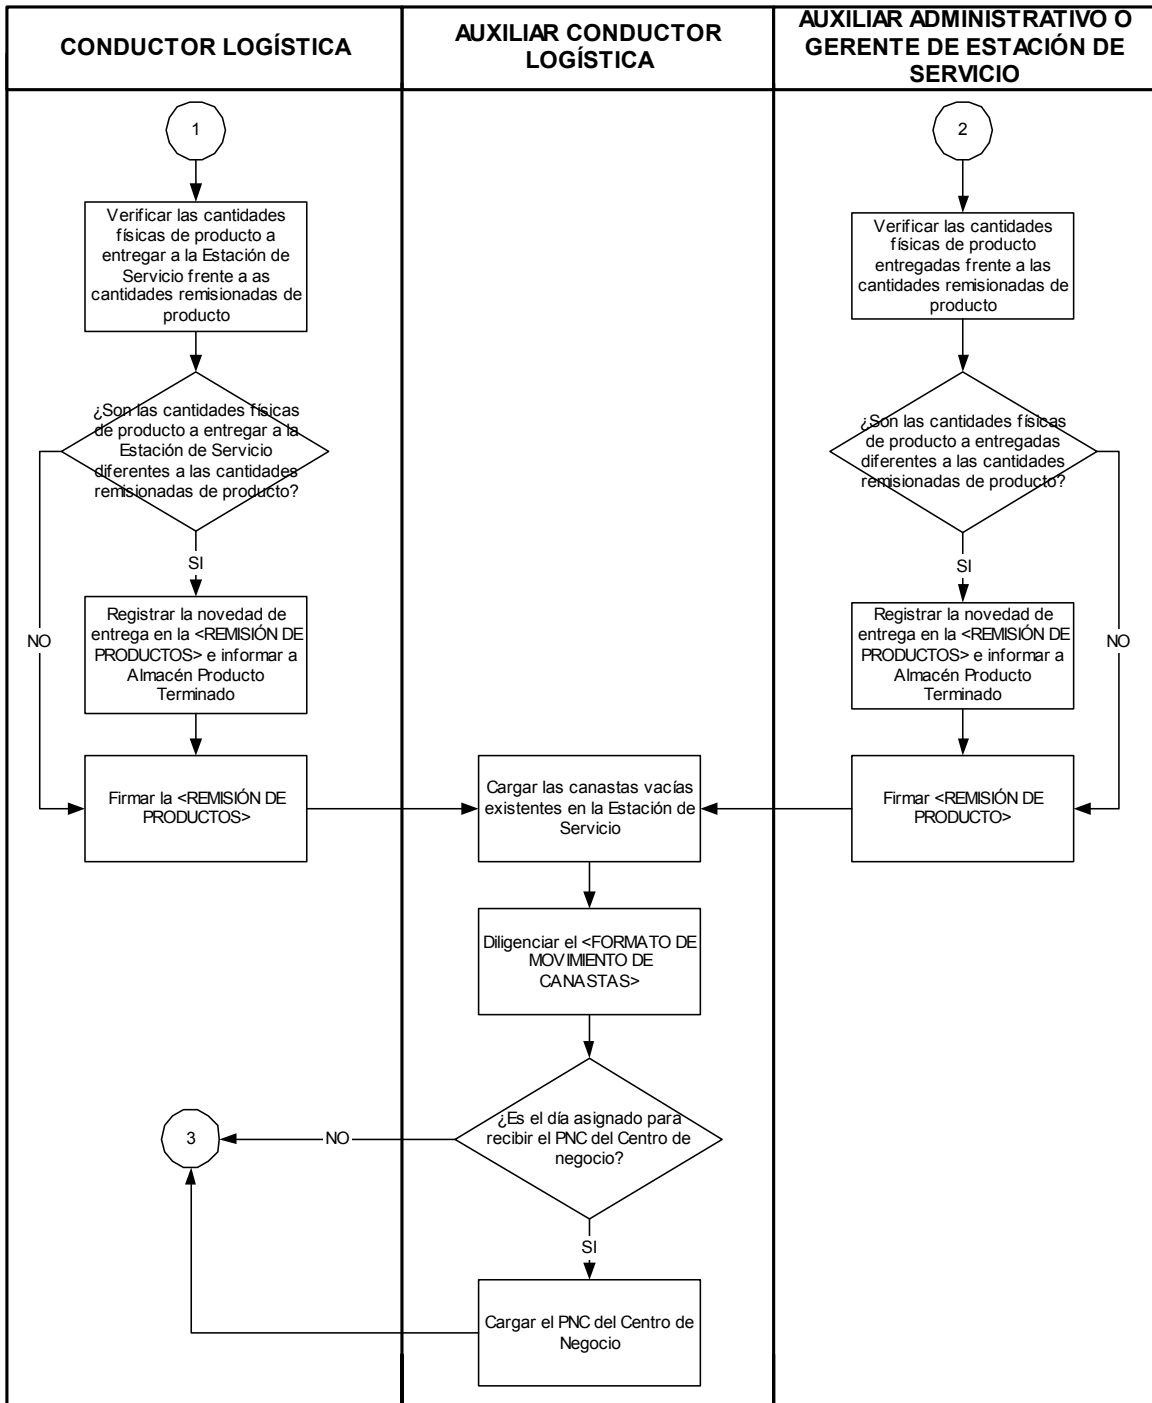 CONDUCTOR LOGÍSTICA
AUXILIAR CONDUCTOR
LOGÍSTICA
AUXILIAR ADMINISTRATIVO O
GERENTE DE ESTACIÓN DE
SERVICIO
1
Verificar las cantidades
físicas de producto a
entregar a la Estación de
Servicio frente a as
cantidades remisionadas de
producto
¿Son las cantidades físicas
de producto a entregar a la
Estación de Servicio
diferentes a las cantidades
remisionadas de producto?
SI
NO
Registrar la novedad de
entrega en la <REMISIÓN DE
PRODUCTOS> e informar a
Almacén Producto
Terminado
Firmar la <REMISIÓN DE
PRODUCTOS>
2
Verificar las cantidades
físicas de producto
entregadas frente a las
cantidades remisionadas de
producto
¿Son las cantidades físicas
de producto a entregadas
diferentes a las cantidades
remisionadas de producto?
SI
NO
Registrar la novedad de
entrega en la <REMISIÓN DE
PRODUCTOS> e informar a
Almacén Producto
Terminado
Firmar <REMISIÓN DE
PRODUCTO>
Cargar las canastas vacías
existentes en la Estación de
Servicio
Diligenciar el <FORMATO DE
MOVIMIENTO DE
CANASTAS>
¿Es el día asignado para
recibir el PNC del Centro de
negocio?
NO
3
SI
Cargar el PNC del Centro de
Negocio